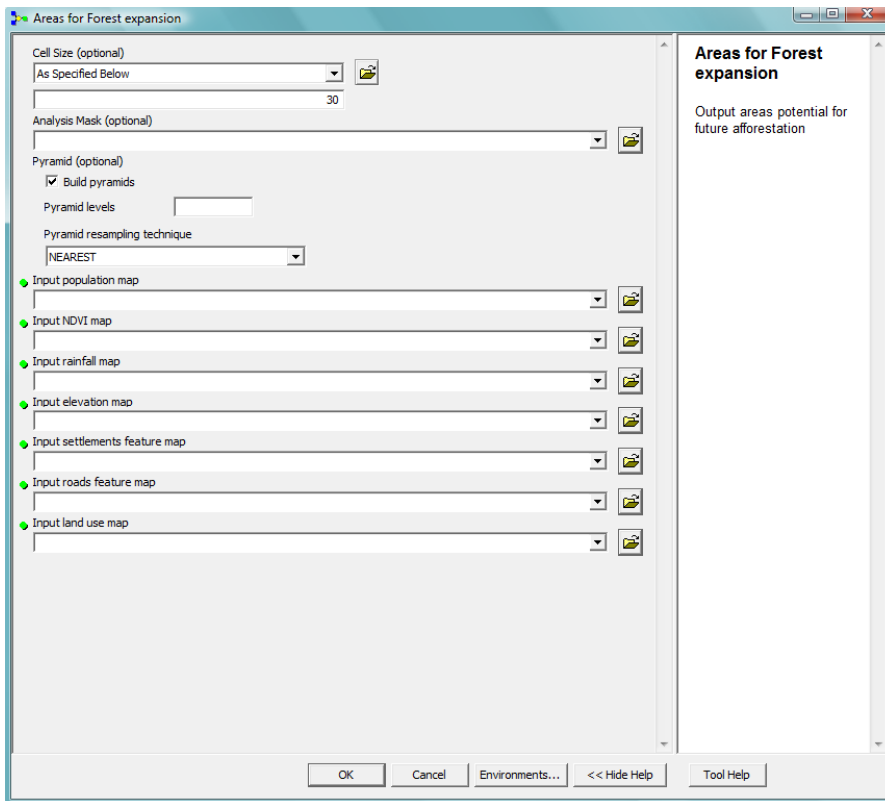 Areas for Forest expansion
Cell Size (optional)
As Specified Below
30
Analysis Mask (optional)
Pyramid (optional)
Build pyramids
Pyramid levels
Pyramid resampling technique
NEAREST
Input population map
Input NDVI map
Input rainfall map
Input elevation map
Input settlements feature map
Input roads feature map
Input land use map
Areas for Forest
expansion
Output areas potential for
future afforestation
OK
Cancel
Environments...
<< Hide Help
Tool Help